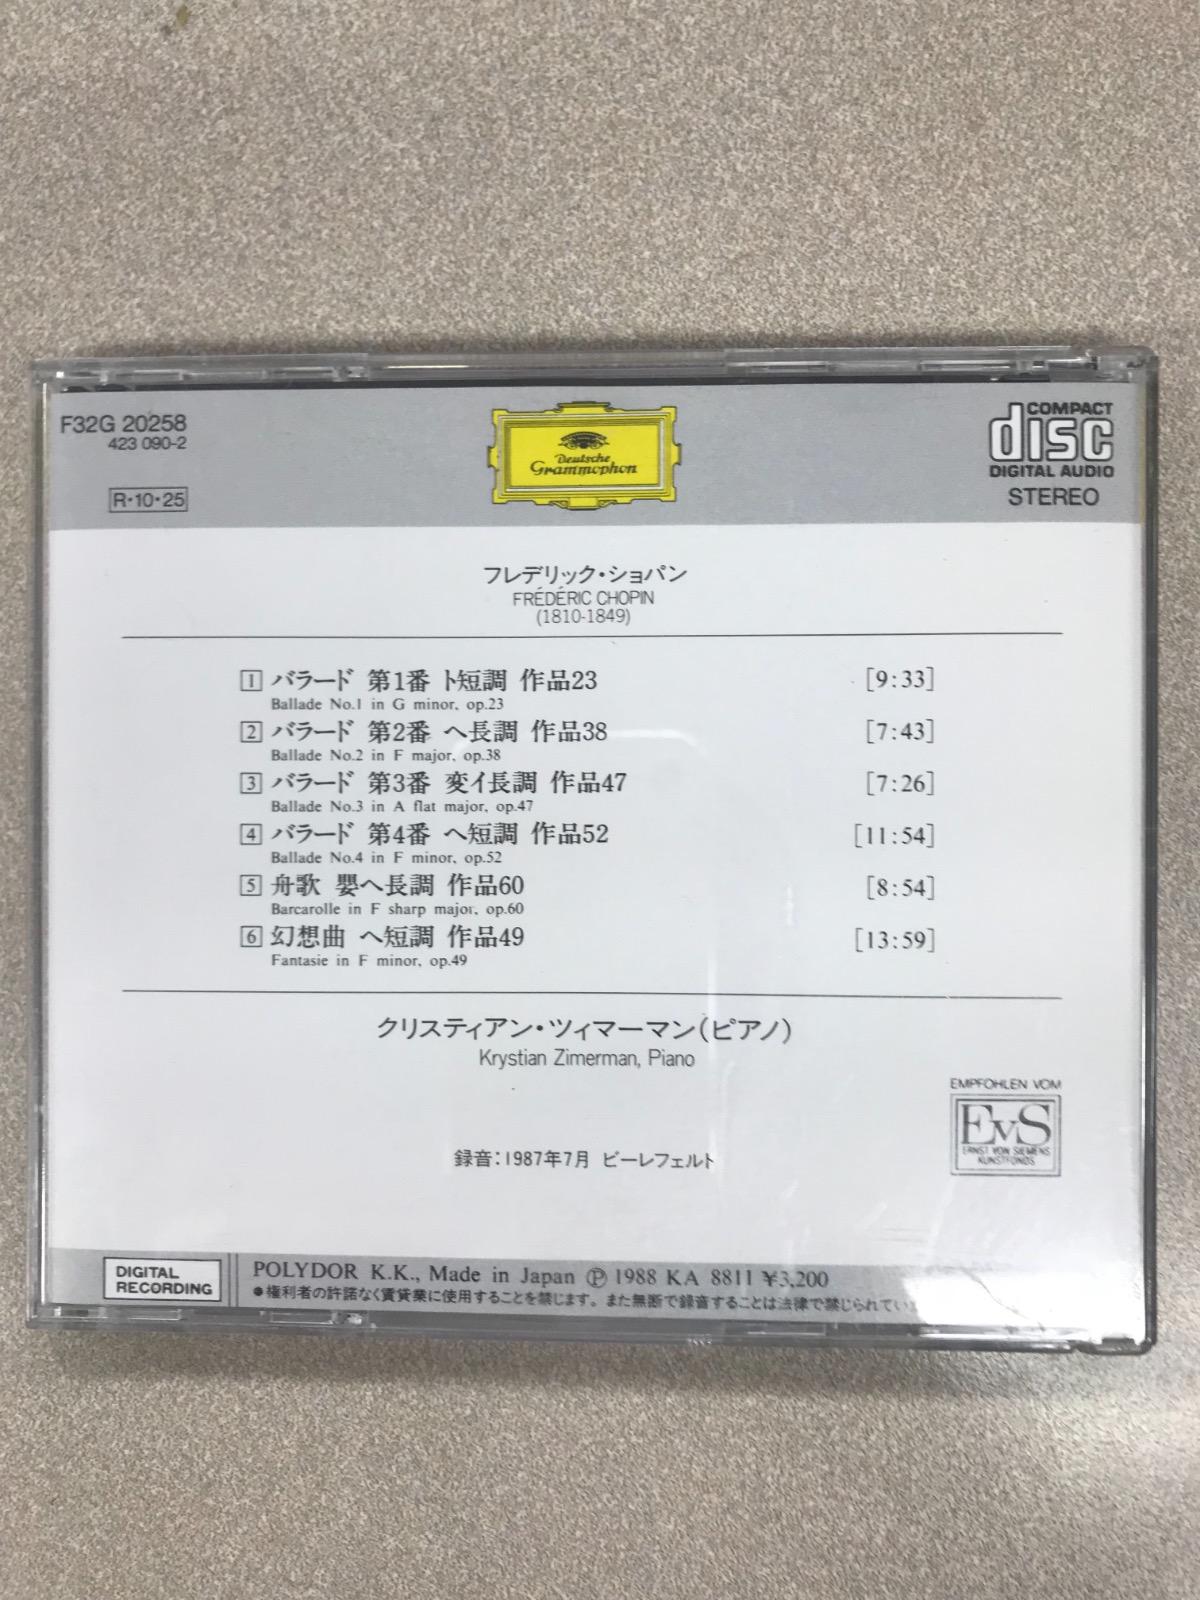 F32G 20258
423 090-2
R・10・25
Deutsche
Grammophon
COMPACT
disc
DIGITAL AUDIO
STEREO
フレデリック・ショパン
FRÉDÉRIC CHOPIN
(1810-1849)
1 バラード 第1番 ト短調 作品23 [9:33]
Ballade No.1 in G minor, op.23
2 バラード 第2番 ヘ長調 作品38 [7:43]
Ballade No.2 in F major, op.38
3 バラード 第3番 変イ長調 作品47 [7:26]
Ballade No.3 in A flat major, op.47
4 バラード 第4番 ヘ短調 作品52 [11:54]
Ballade No.4 in F minor, op.52
5 舟歌 嬰ヘ長調 作品60 [8:54]
Barcarolle in F sharp major, op.60
6 幻想曲 ヘ短調 作品49 [13:59]
Fantasie in F minor, op.49
クリスティアン・ツィマーマン(ピアノ)
Krystian Zimerman, Piano
EMPFOHLEN VOM
EvS
ERNST VON SIEMENS
KUNSTFONDS
録音:1987年7月 ビーレフェルト
DIGITAL
RECORDING
POLYDOR K.K., Made in Japan Ⓟ 1988 KA 8811 ¥3,200
●権利者の許諾なく賃貸業に使用することを禁じます。また無断で録音することは法律で禁じられてい